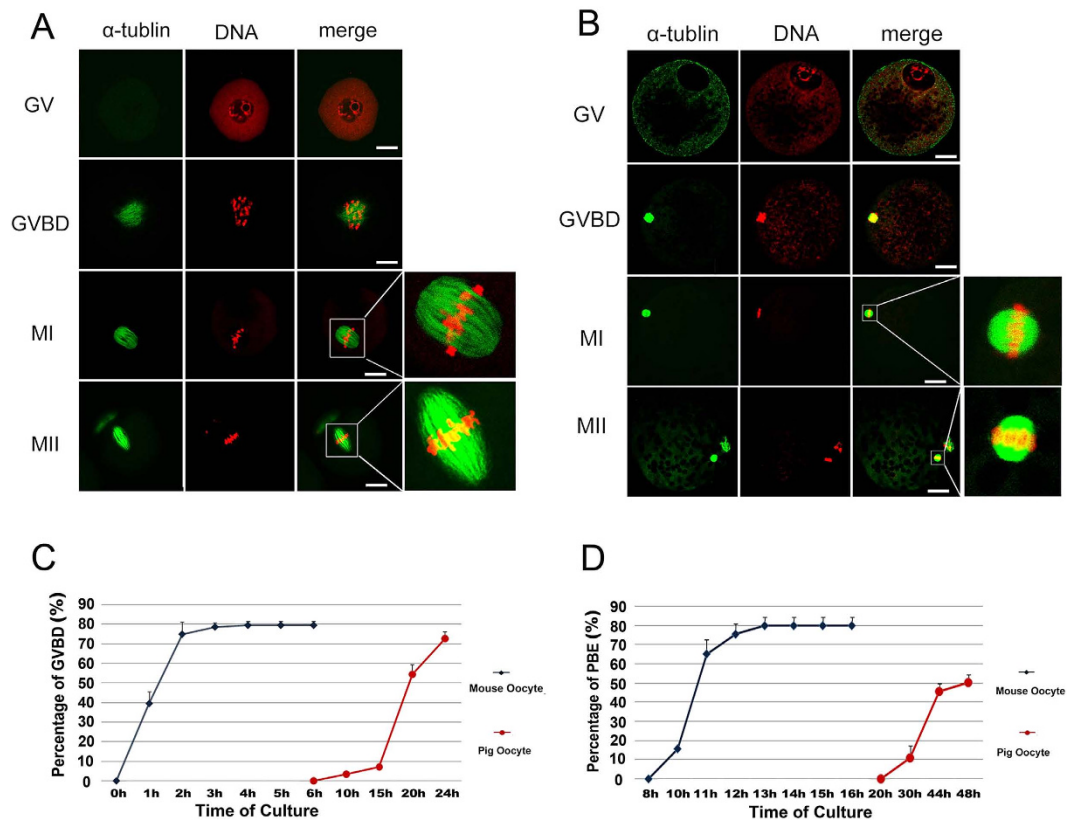 A
α-tublin DNA merge
GV
GVBD
MI
MII
B
α-tublin DNA merge
GV
GVBD
MI
MII
C
Percentage of GVBD (%)
90
80
70
60
50
40
30
20
10
0
0h 1h 2h 3h 4h 5h 6h 10h 15h 20h 24h
Time of Culture
Mouse Oocyte
Pig Oocyte
D
Percentage of PBE (%)
90
80
70
60
50
40
30
20
10
0
8h 10h 11h 12h 13h 14h 15h 16h 20h 30h 44h 48h
Time of Culture
Mouse Oocyte
Pig Oocyte